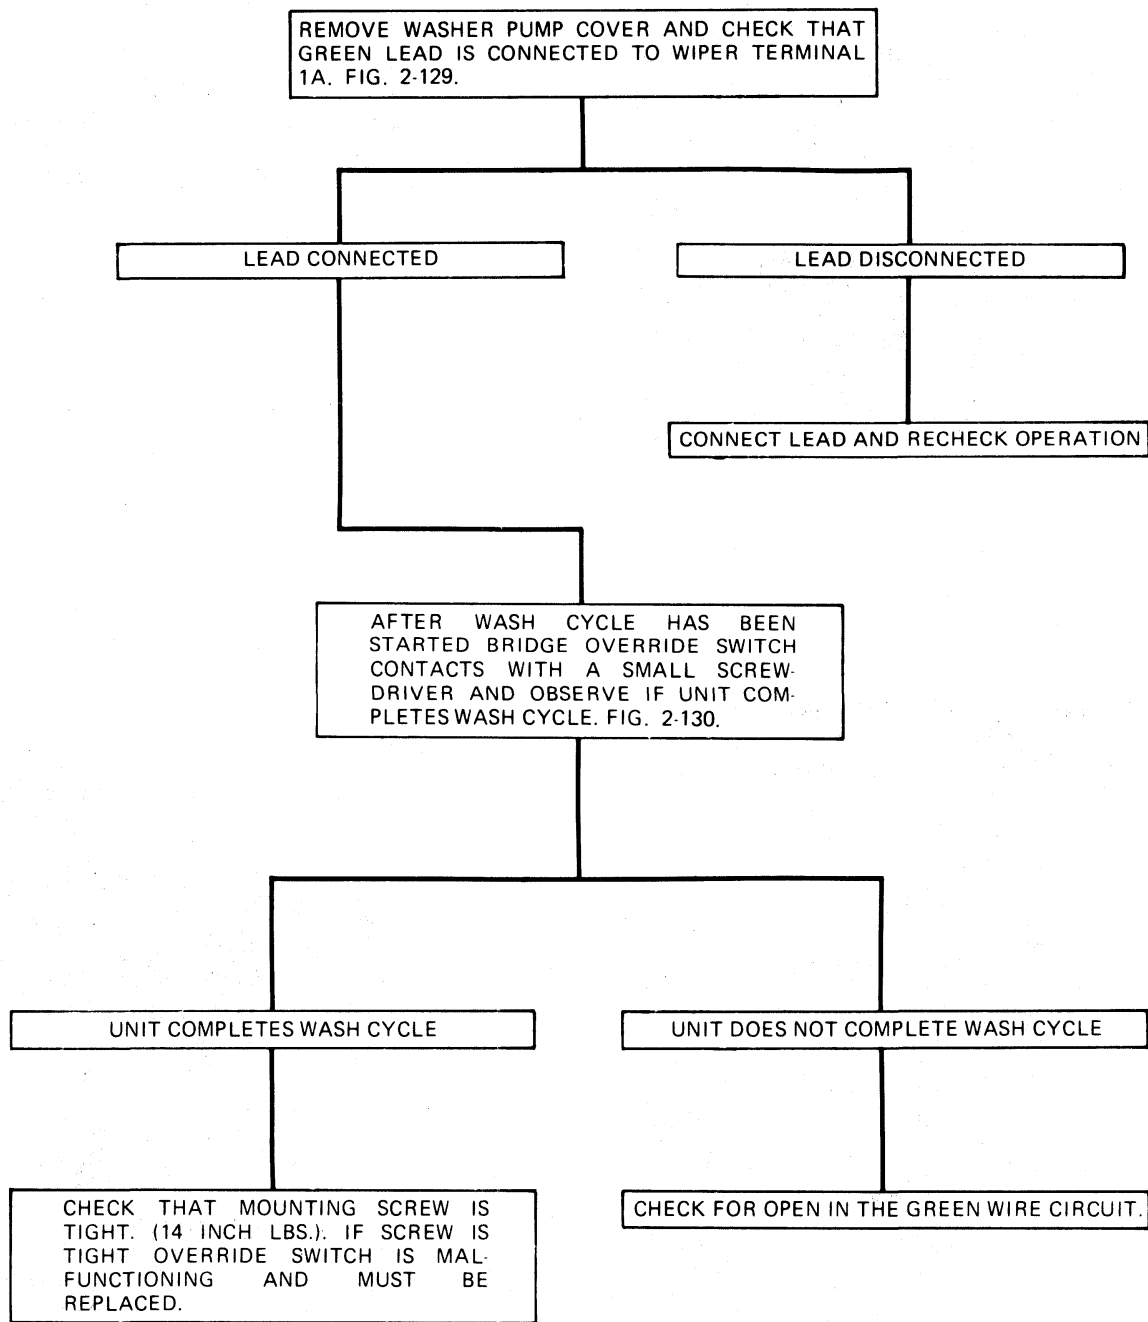 REMOVE WASHER PUMP COVER AND CHECK THAT
GREEN LEAD IS CONNECTED TO WIPER TERMINAL
1A. FIG. 2-129.
LEAD CONNECTED
LEAD DISCONNECTED
CONNECT LEAD AND RECHECK OPERATION
AFTER WASH CYCLE HAS BEEN
STARTED BRIDGE OVERRIDE SWITCH
CONTACTS WITH A SMALL SCREW-
DRIVER AND OBSERVE IF UNIT COM-
PLETES WASH CYCLE. FIG. 2-130.
UNIT COMPLETES WASH CYCLE
UNIT DOES NOT COMPLETE WASH CYCLE
CHECK THAT MOUNTING SCREW IS
TIGHT. (14 INCH LBS.). IF SCREW IS
TIGHT OVERRIDE SWITCH IS MAL-
FUNCTIONING AND MUST BE
REPLACED.
CHECK FOR OPEN IN THE GREEN WIRE CIRCUIT.